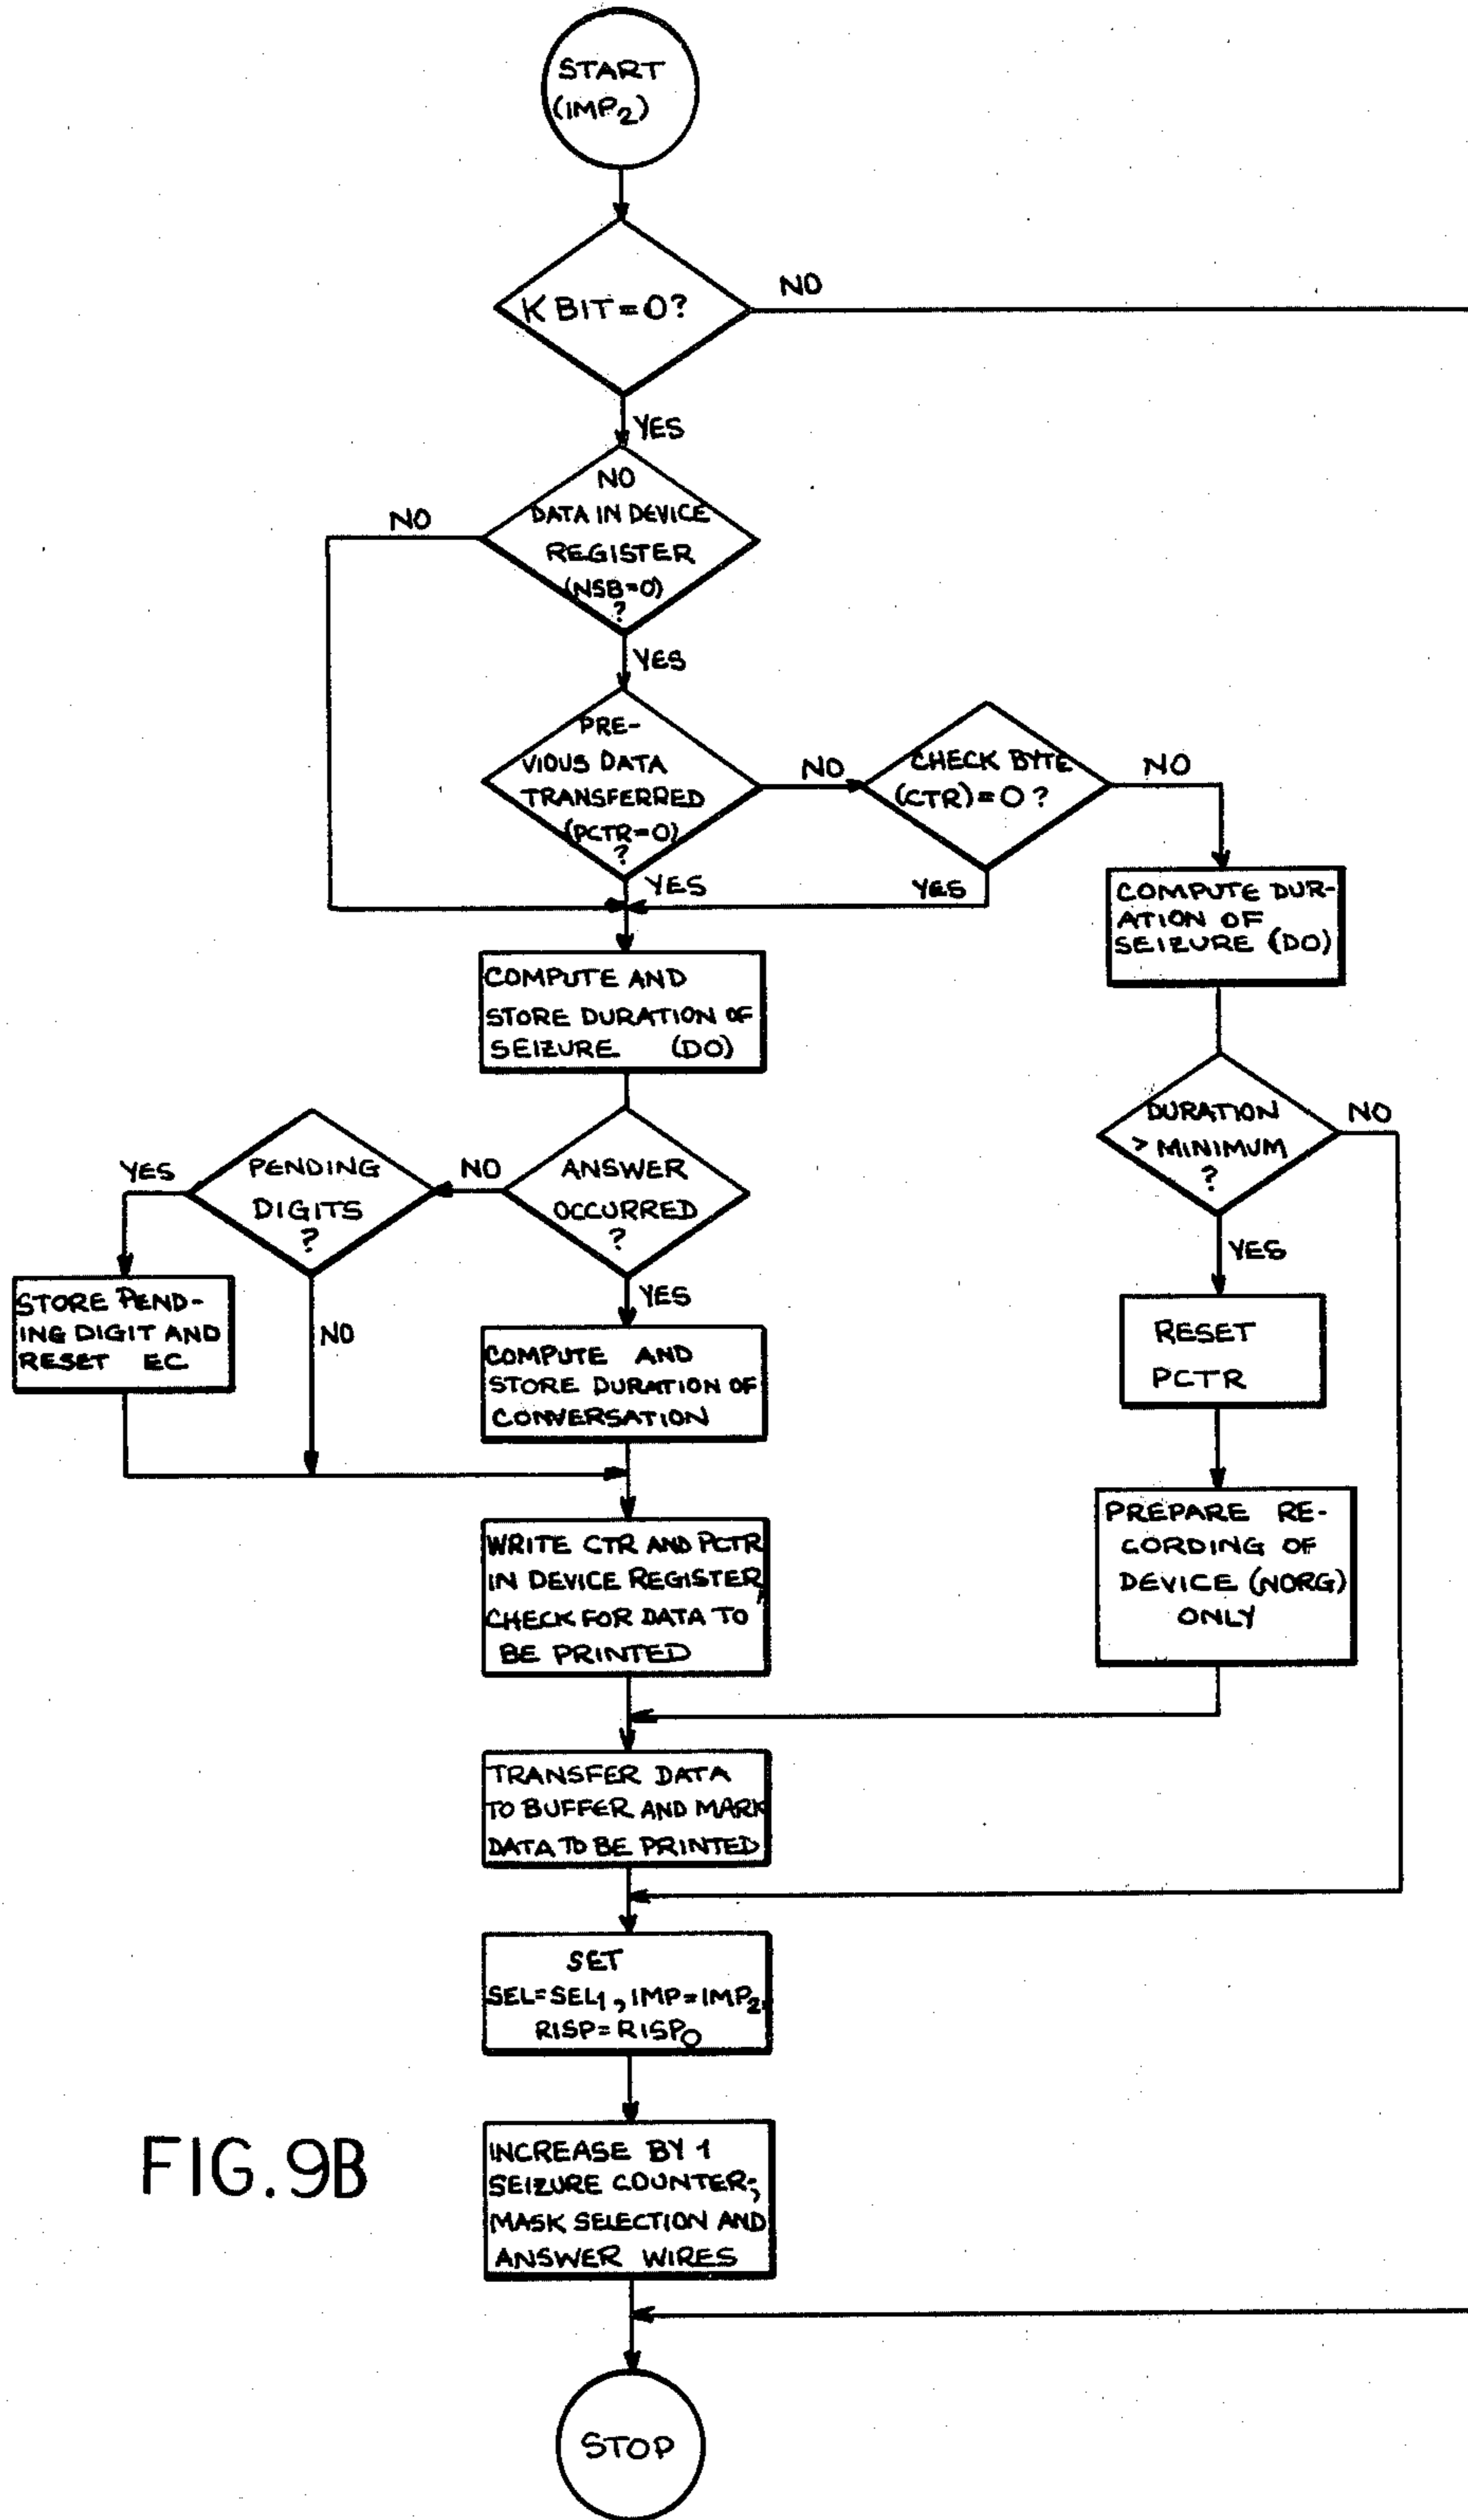 START
(IMP2)
K BIT=0?
NO
YES
NO
DATA IN DEVICE
REGISTER
(NSB=0)
?
NO
YES
PRE-
VIOUS DATA
TRANSFERRED
(PCTR=0)
?
NO
YES
CHECK BYTE
(CTR)=0?
NO
YES
COMPUTE DUR-
ATION OF
SEIZURE (DO)
COMPUTE AND
STORE DURATION OF
SEIZURE (DO)
DURATION
> MINIMUM
?
NO
YES
ANSWER
OCCURRED
?
NO
YES
PENDING
DIGITS
?
YES
NO
STORE PEND-
ING DIGIT AND
RESET EC
COMPUTE AND
STORE DURATION OF
CONVERSATION
RESET
PCTR
PREPARE RE-
CORDING OF
DEVICE (NORG)
ONLY
WRITE CTR AND PCTR
IN DEVICE REGISTER,
CHECK FOR DATA TO
BE PRINTED
TRANSFER DATA
TO BUFFER AND MARK
DATA TO BE PRINTED
SET
SEL=SEL1, IMP=IMP2,
RISP=RISP0
INCREASE BY 1
SEIZURE COUNTER;
MASK SELECTION AND
ANSWER WIRES
STOP
FIG.9B